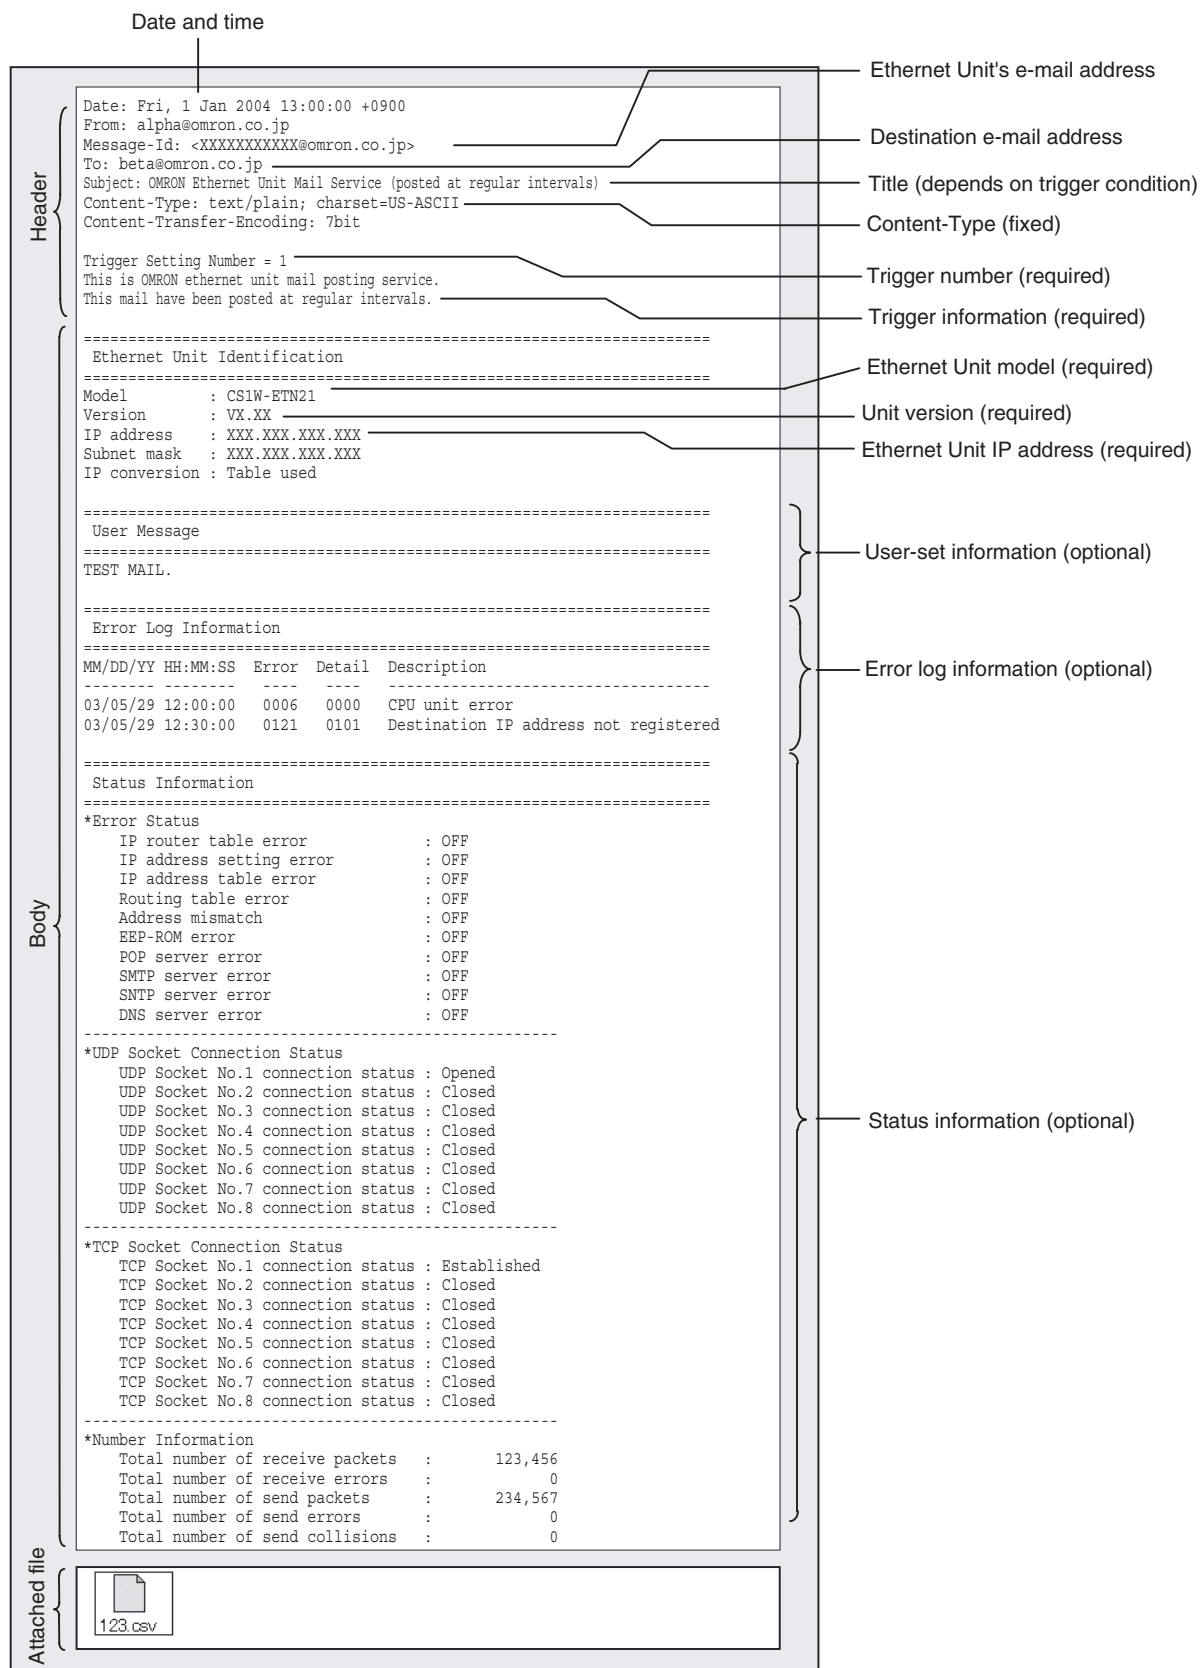 Date and time
Header
Date: Fri, 1 Jan 2004 13:00:00 +0900
From: alpha@omron.co.jp
Message-Id: <XXXXXXXXXXX@omron.co.jp>
To: beta@omron.co.jp
Subject: OMRON Ethernet Unit Mail Service (posted at regular intervals)
Content-Type: text/plain; charset=US-ASCII
Content-Transfer-Encoding: 7bit
Trigger Setting Number = 1
This is OMRON ethernet unit mail posting service.
This mail have been posted at regular intervals.
Ethernet Unit's e-mail address
Destination e-mail address
Title (depends on trigger condition)
Content-Type (fixed)
Trigger number (required)
Trigger information (required)
Body
======================================================================
Ethernet Unit Identification
======================================================================
Model : CS1W-ETN21
Version : VX.XX
IP address : XXX.XXX.XXX.XXX
Subnet mask : XXX.XXX.XXX.XXX
IP conversion : Table used
Ethernet Unit model (required)
Unit version (required)
Ethernet Unit IP address (required)
======================================================================
User Message
======================================================================
TEST MAIL.
User-set information (optional)
======================================================================
Error Log Information
======================================================================
MM/DD/YY HH:MM:SS Error Detail Description
-------- -------- ---- ---- ------------------------------------
03/05/29 12:00:00 0006 0000 CPU unit error
03/05/29 12:30:00 0121 0101 Destination IP address not registered
Error log information (optional)
======================================================================
Status Information
======================================================================
*Error Status
IP router table error : OFF
IP address setting error : OFF
IP address table error : OFF
Routing table error : OFF
Address mismatch : OFF
EEP-ROM error : OFF
POP server error : OFF
SMTP server error : OFF
SNTP server error : OFF
DNS server error : OFF
-----------------------------------------------------
*UDP Socket Connection Status
UDP Socket No.1 connection status : Opened
UDP Socket No.2 connection status : Closed
UDP Socket No.3 connection status : Closed
UDP Socket No.4 connection status : Closed
UDP Socket No.5 connection status : Closed
UDP Socket No.6 connection status : Closed
UDP Socket No.7 connection status : Closed
UDP Socket No.8 connection status : Closed
-----------------------------------------------------
*TCP Socket Connection Status
TCP Socket No.1 connection status : Established
TCP Socket No.2 connection status : Closed
TCP Socket No.3 connection status : Closed
TCP Socket No.4 connection status : Closed
TCP Socket No.5 connection status : Closed
TCP Socket No.6 connection status : Closed
TCP Socket No.7 connection status : Closed
TCP Socket No.8 connection status : Closed
-----------------------------------------------------
*Number Information
Total number of receive packets : 123,456
Total number of receive errors : 0
Total number of send packets : 234,567
Total number of send errors : 0
Total number of send collisions : 0
Status information (optional)
Attached file
123.csv